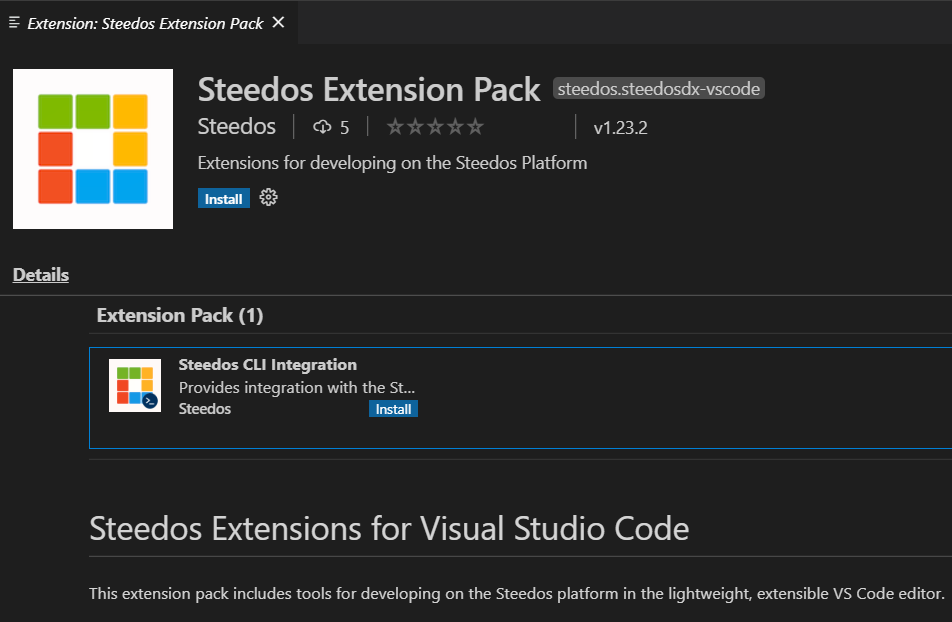 Extension: Steedos Extension Pack
Steedos Extension Pack steedos.steedosdx-vscode
Steedos 5 v1.23.2
Extensions for developing on the Steedos Platform
Install
Details
Extension Pack (1)
Steedos CLI Integration
Provides integration with the St...
Steedos Install
Steedos Extensions for Visual Studio Code
This extension pack includes tools for developing on the Steedos platform in the lightweight, extensible VS Code editor.